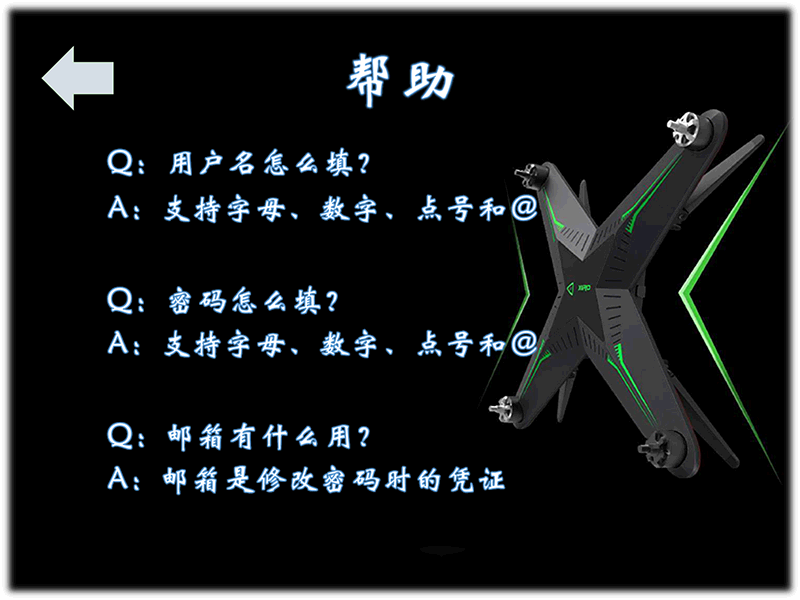 帮助
Q：用户名怎么填？
A：支持字母、数字、点号和@
Q：密码怎么填？
A：支持字母、数字、点号和@
Q：邮箱有什么用？
A：邮箱是修改密码时的凭证